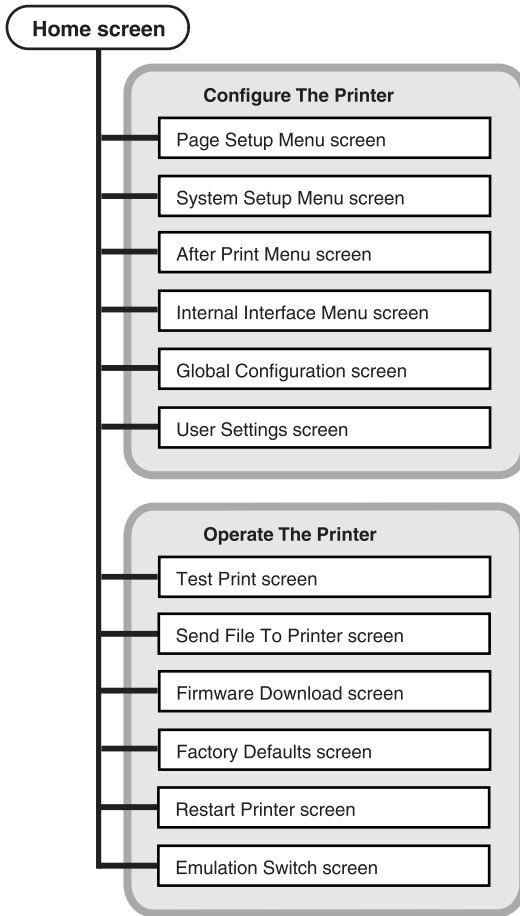 Home screen
Configure The Printer
Page Setup Menu screen
System Setup Menu screen
After Print Menu screen
Internal Interface Menu screen
Global Configuration screen
User Settings screen
Operate The Printer
Test Print screen
Send File To Printer screen
Firmware Download screen
Factory Defaults screen
Restart Printer screen
Emulation Switch screen